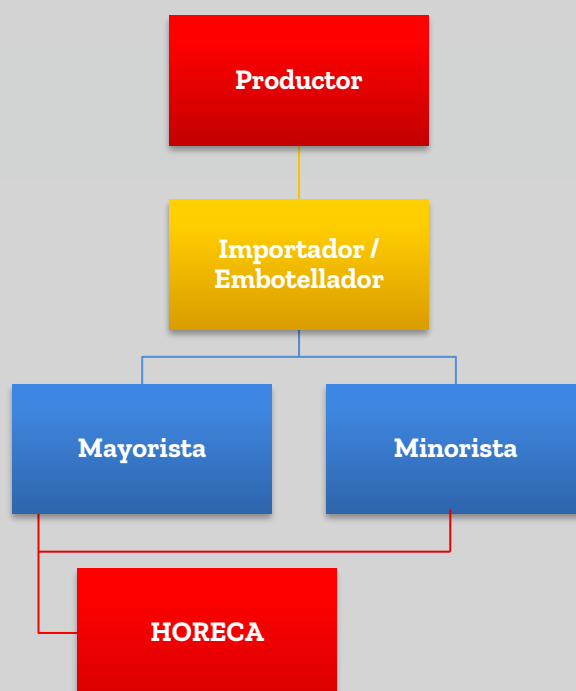 Productor
Importador /
Embotellador
Mayorista
Minorista
HORECA